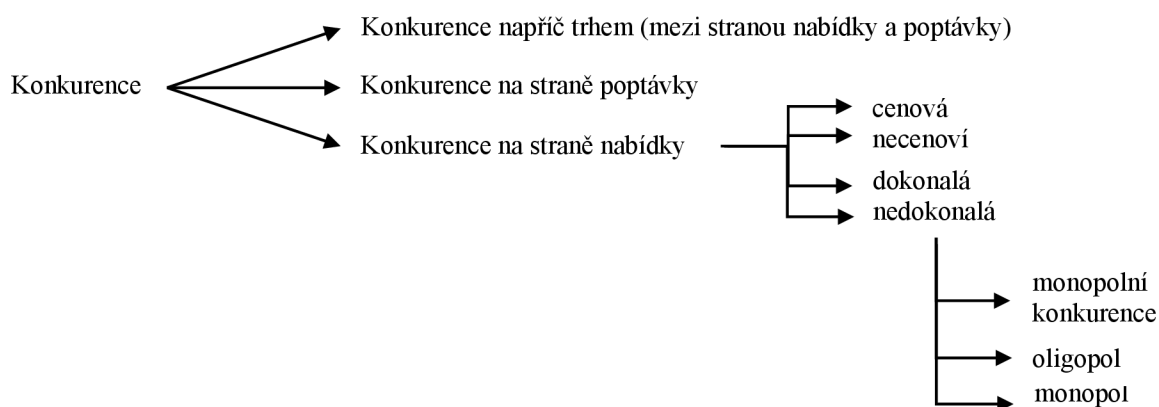 Konkurence napříč trhem (mezi stranou nabídky a poptávky)
Konkurence
Konkurence na straně poptávky
Konkurence na straně nabídky
cenová
necenoví
dokonalá
nedokonalá
monopolní
konkurence
oligopol
monopol